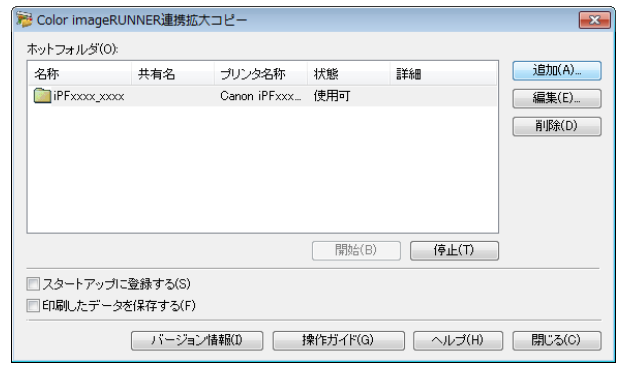 Color imageRUNNER連携拡大コピー
ホットフォルダ(O):
名称 共有名 プリンタ名称 状態 詳細
iPFxxxx_xxxx Canon iPFxxx... 使用可
追加(A)...
編集(E)...
削除(D)
開始(B) 停止(T)
スタートアップに登録する(S)
印刷したデータを保存する(F)
バージョン情報(I) 操作ガイド(G) ヘルプ(H) 閉じる(C)